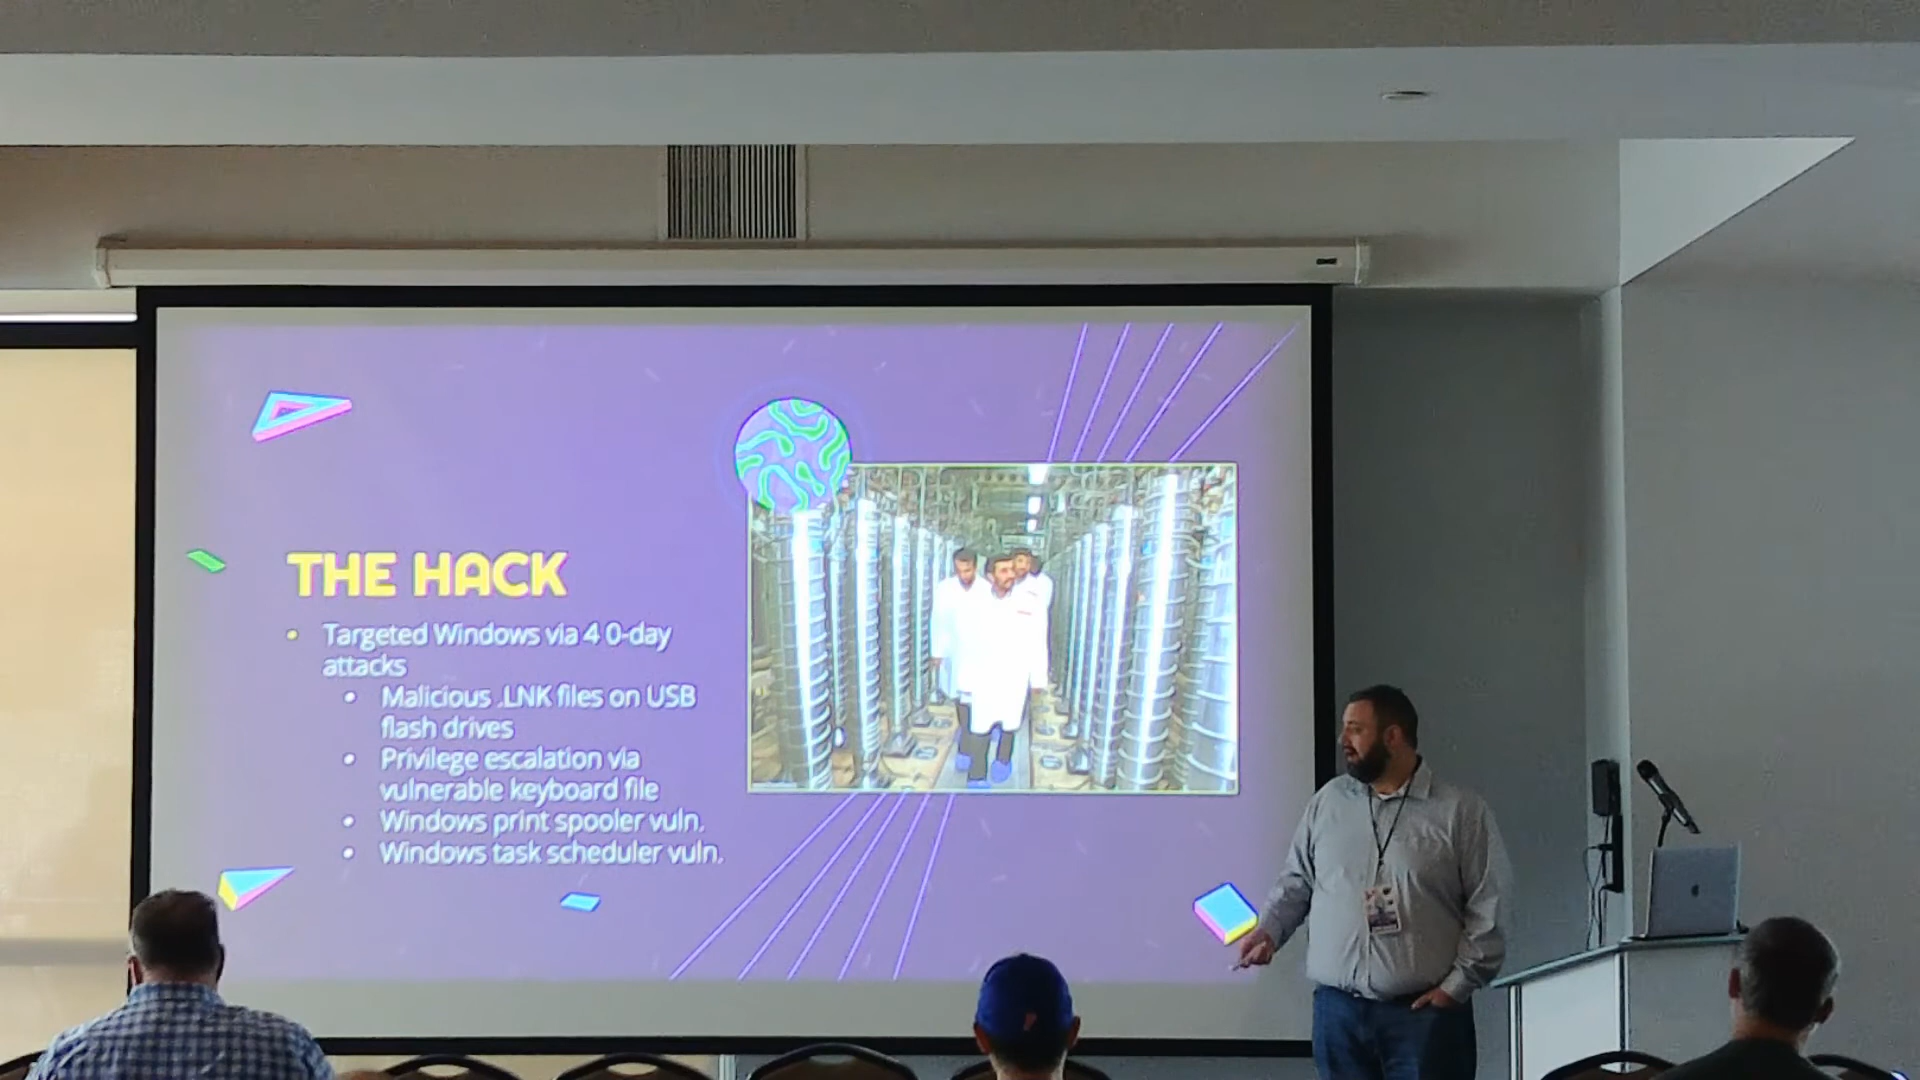 THE HACK
Targeted Windows via 4 0-day
attacks
Malicious .LNK files on USB
flash drives
Privilege escalation via
vulnerable keyboard file
Windows print spooler vuln.
Windows task scheduler vuln.